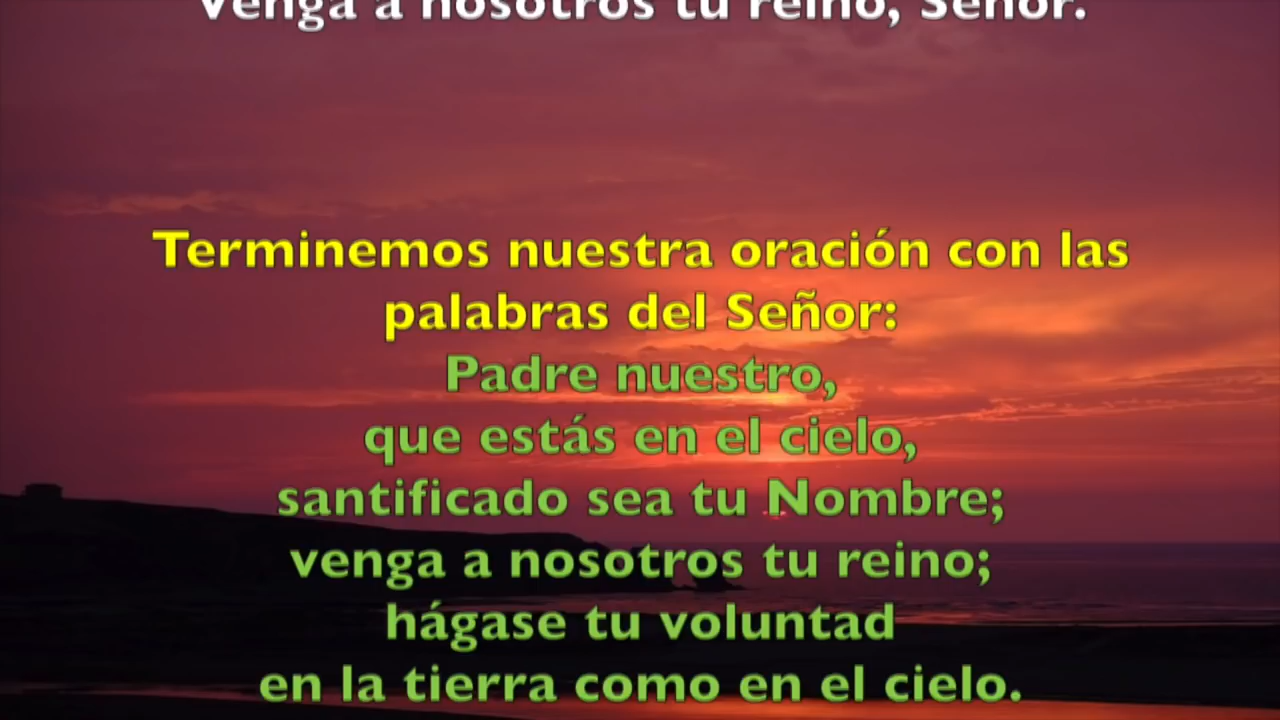 Venga a nosotros tu reino, Señor.
Terminemos nuestra oración con las
palabras del Señor:
Padre nuestro,
que estás en el cielo,
santificado sea tu Nombre;
venga a nosotros tu reino;
hágase tu voluntad
en la tierra como en el cielo.